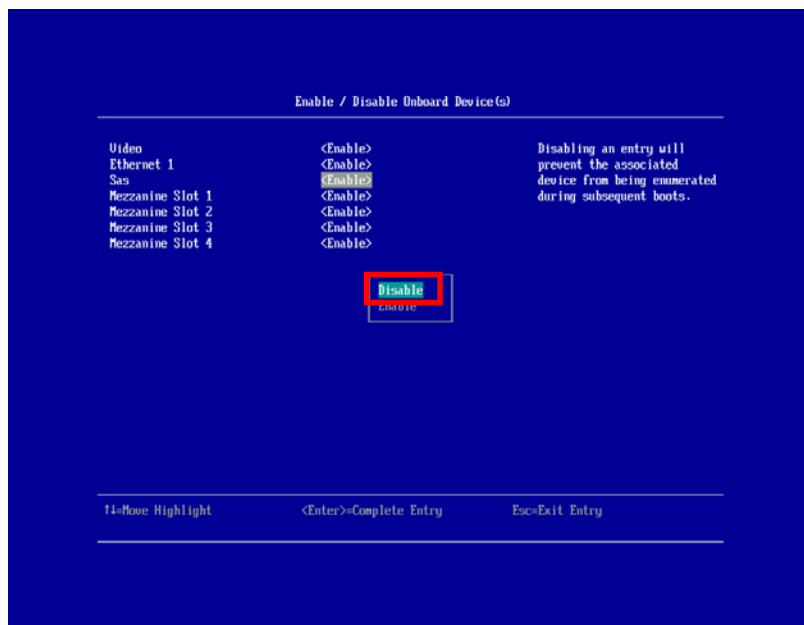 Enable / Disable Onboard Device(s)
Video <Enable>
Ethernet 1 <Enable>
Sas <Enable>
Mezzanine Slot 1 <Enable>
Mezzanine Slot 2 <Enable>
Mezzanine Slot 3 <Enable>
Mezzanine Slot 4 <Enable>
Disabling an entry will
prevent the associated
device from being enumerated
during subsequent boots.
Disable
Enable
↑↓=Move Highlight <Enter>=Complete Entry Esc=Exit Entry